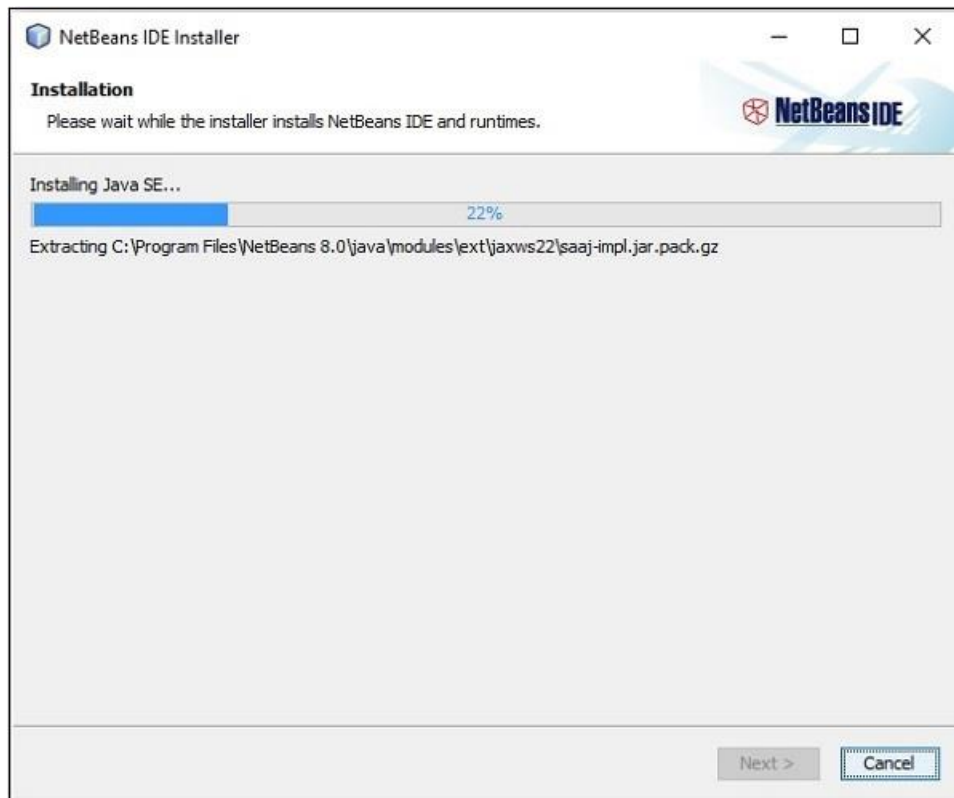 NetBeans IDE Installer
Installation
Please wait while the installer installs NetBeans IDE and runtimes.
NetBeans IDE
Installing Java SE...
22%
Extracting C:\Program Files\NetBeans 8.0\java\modules\ext\jaxws22\saaj-impl.jar.pack.gz
Next >
Cancel